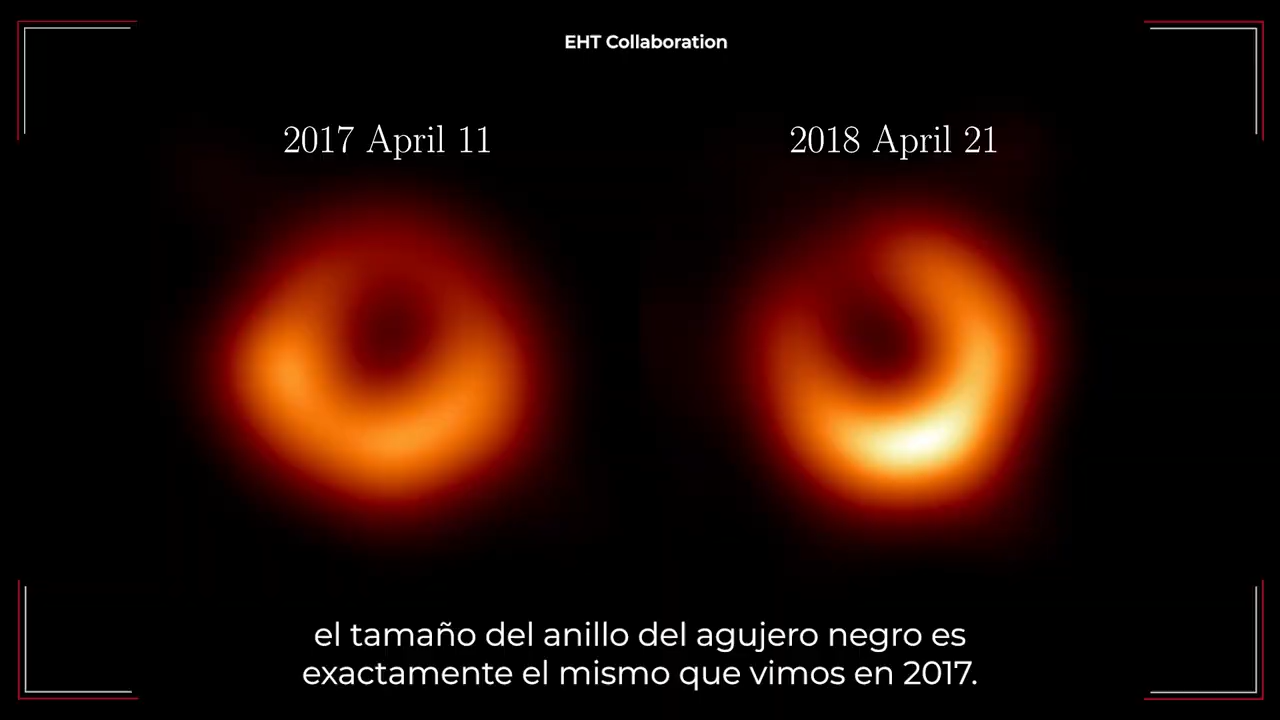 EHT Collaboration
2017 April 11
2018 April 21
el tamaño del anillo del agujero negro es
exactamente el mismo que vimos en 2017.